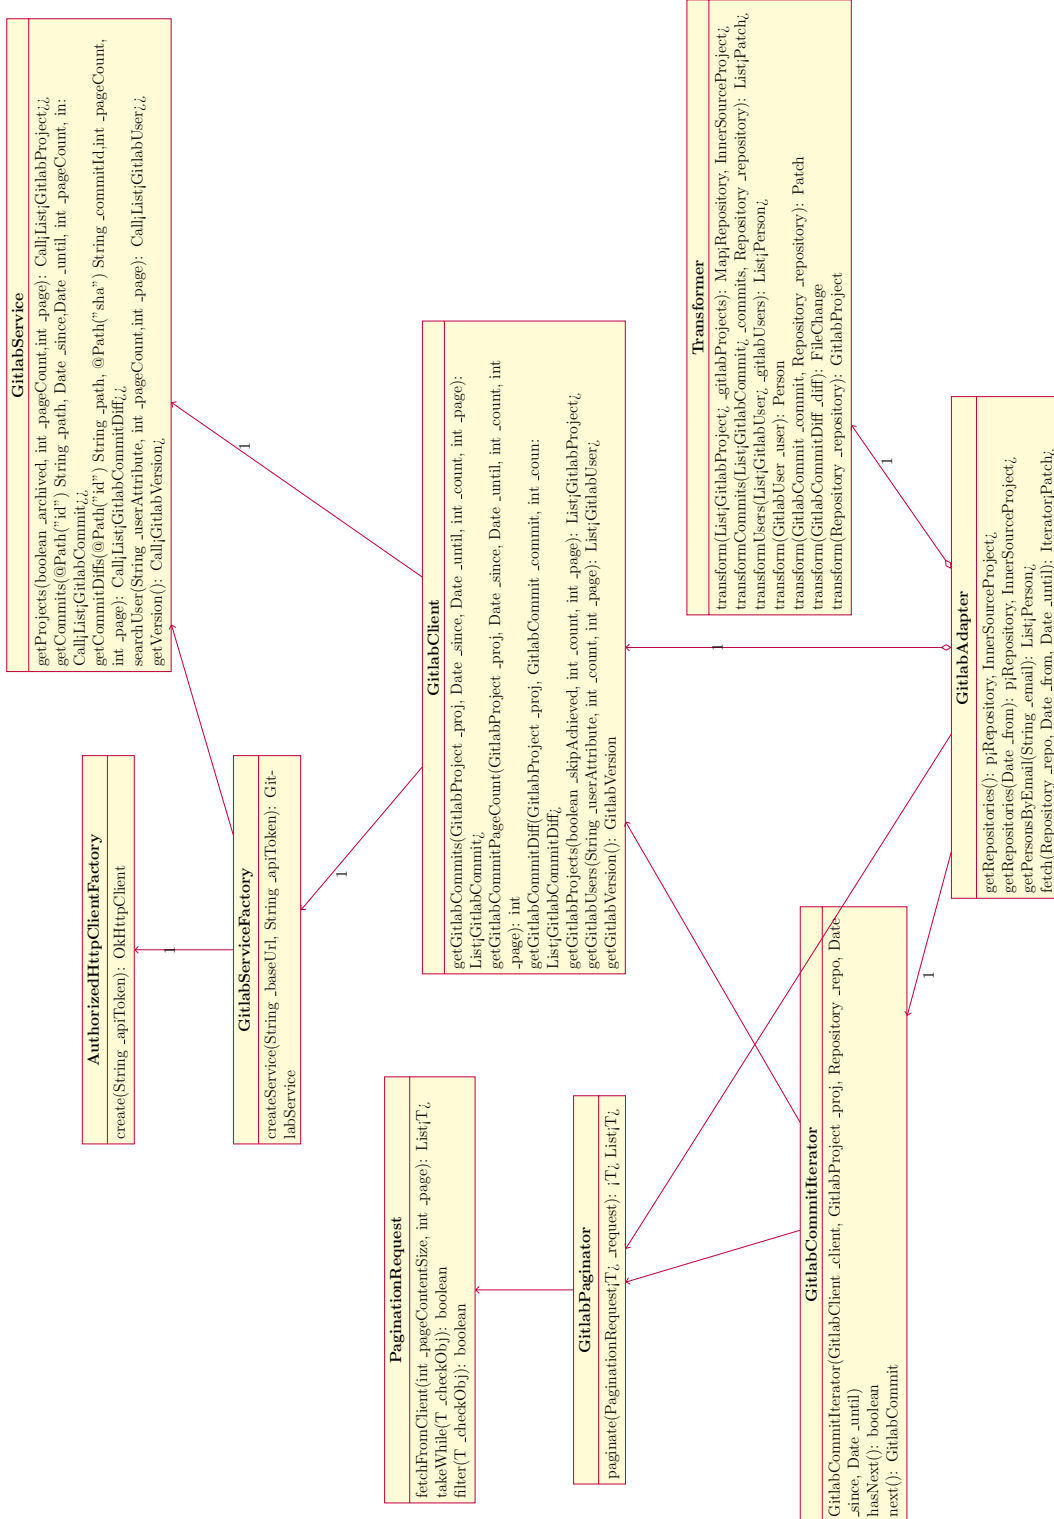 GitlabService
getProjects(boolean _archived, int _pageCount,int _page): Call¡List¡GitlabProject¿¿
getCommits(@Path("id") String _path, Date _since,Date _until, int _pageCount, in:
Call¡List¡GitlabCommit¿¿
getCommitDiffs(@Path("id") String _path, @Path("sha") String _commitId,int _pageCount,
int _page): Call¡List¡GitlabCommitDiff¿¿
searchUser(String _userAttribute, int _pageCount,int _page): Call¡List¡GitlabUser¿¿
getVersion(): Call¡GitlabVersion¿
AuthorizedHttpClientFactory
create(String _apiToken): OkHttpClient
1
GitlabServiceFactory
createService(String _baseUrl, String _apiToken): Git-
labService
1
1
GitlabClient
getGitlabCommits(GitlabProject _proj, Date _since, Date _until, int _count, int _page):
List¡GitlabCommit¿
getGitlabCommitPageCount(GitlabProject _proj, Date _since, Date _until, int _count, int
_page): int
getGitlabCommitDiff(GitlabProject _proj, GitlabCommit _commit, int _coun:
List¡GitlabCommitDiff¿
getGitlabProjects(boolean _skipAchieved, int _count, int _page): List¡GitlabProject¿
getGitlabUsers(String _userAttribute, int _count, int _page): List¡GitlabUser¿
getGitlabVersion(): GitlabVersion
PaginationRequest
fetchFromClient(int _pageContentSize, int _page): List¡T¿
takeWhile(T _checkObj): boolean
filter(T _checkObj): boolean
GitlabPaginator
paginate(PaginationRequest¡T¿ _request): ¡T¿ List¡T¿
Transformer
transform(List¡GitlabProject¿ _gitlabProjects): Map¡Repository, InnerSourceProject¿
transformCommits(List¡GitlabCommit¿ _commits, Repository _repository): List¡Patch¿
transformUsers(List¡GitlabUser¿ _gitlabUsers): List¡Person¿
transform(GitlabUser _user): Person
transform(GitlabCommit _commit, Repository _repository): Patch
transform(GitlabCommitDiff _diff): FileChange
transform(Repository _repository): GitlabProject
1
1
1
GitlabCommitIterator
GitlabCommitIterator(GitlabClient _client, GitlabProject _proj, Repository _repo, Date
_since, Date _until)
hasNext(): boolean
next(): GitlabCommit
GitlabAdapter
getRepositories(): p¡Repository, InnerSourceProject¿
getRepositories(Date _from): p¡Repository, InnerSourceProject¿
getPersonsByEmail(String _email): List¡Person¿
fetch(Repository _repo, Date _from, Date _until): Iterator¡Patch¿